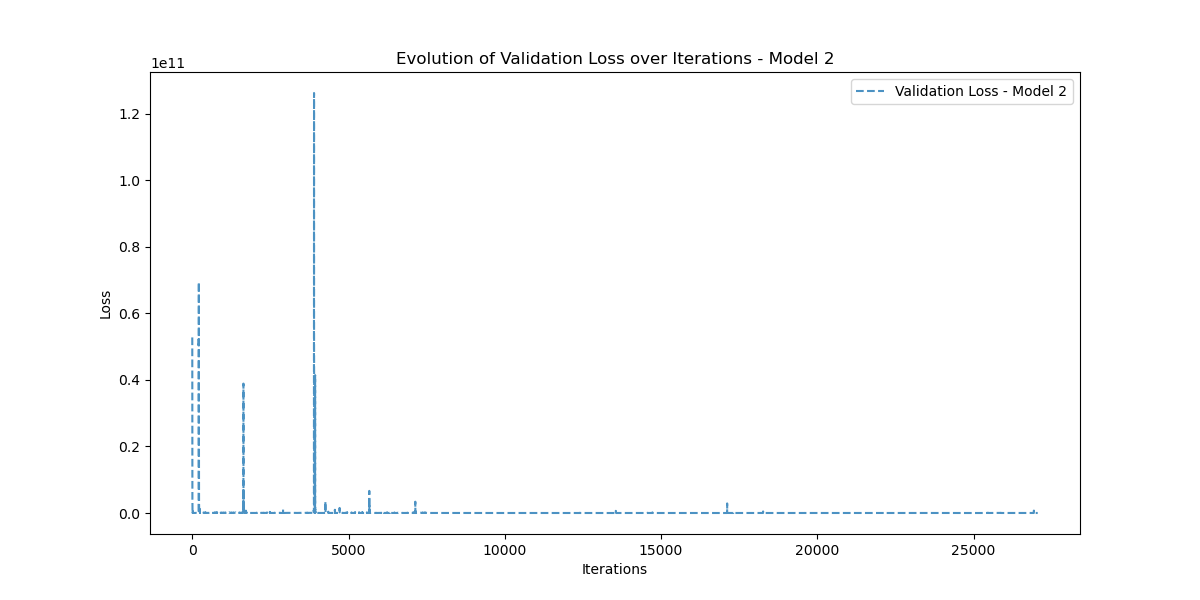 Evolution of Validation Loss over Iterations - Model 2
1e11
Validation Loss - Model 2
1.2
1.0
0.8
0.6
0.4
0.2
0.0
Loss
0 5000 10000 15000 20000 25000
Iterations